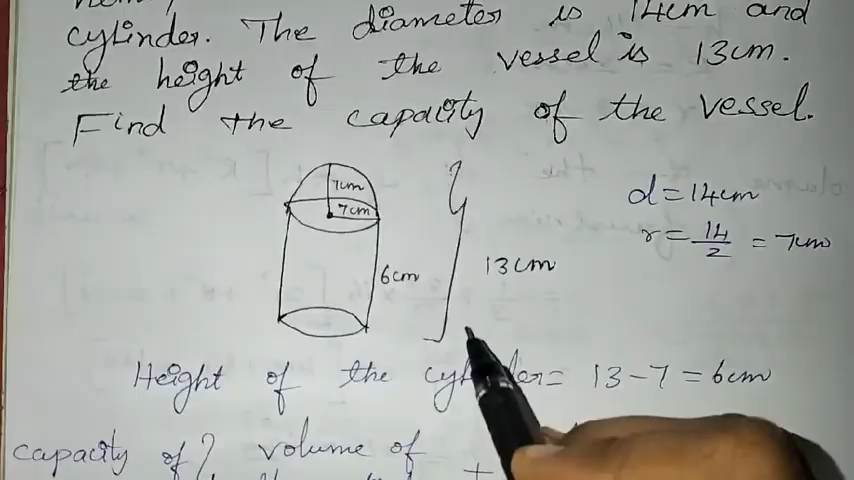 cylinder. The diameter is 14cm and
the height of the vessel is 13cm.
Find the capacity of the vessel.
7cm
7cm
6cm
13cm
d = 14cm
r = 14/2 = 7cm
Height of the cylinder = 13 - 7 = 6cm
capacity of } volume of
+